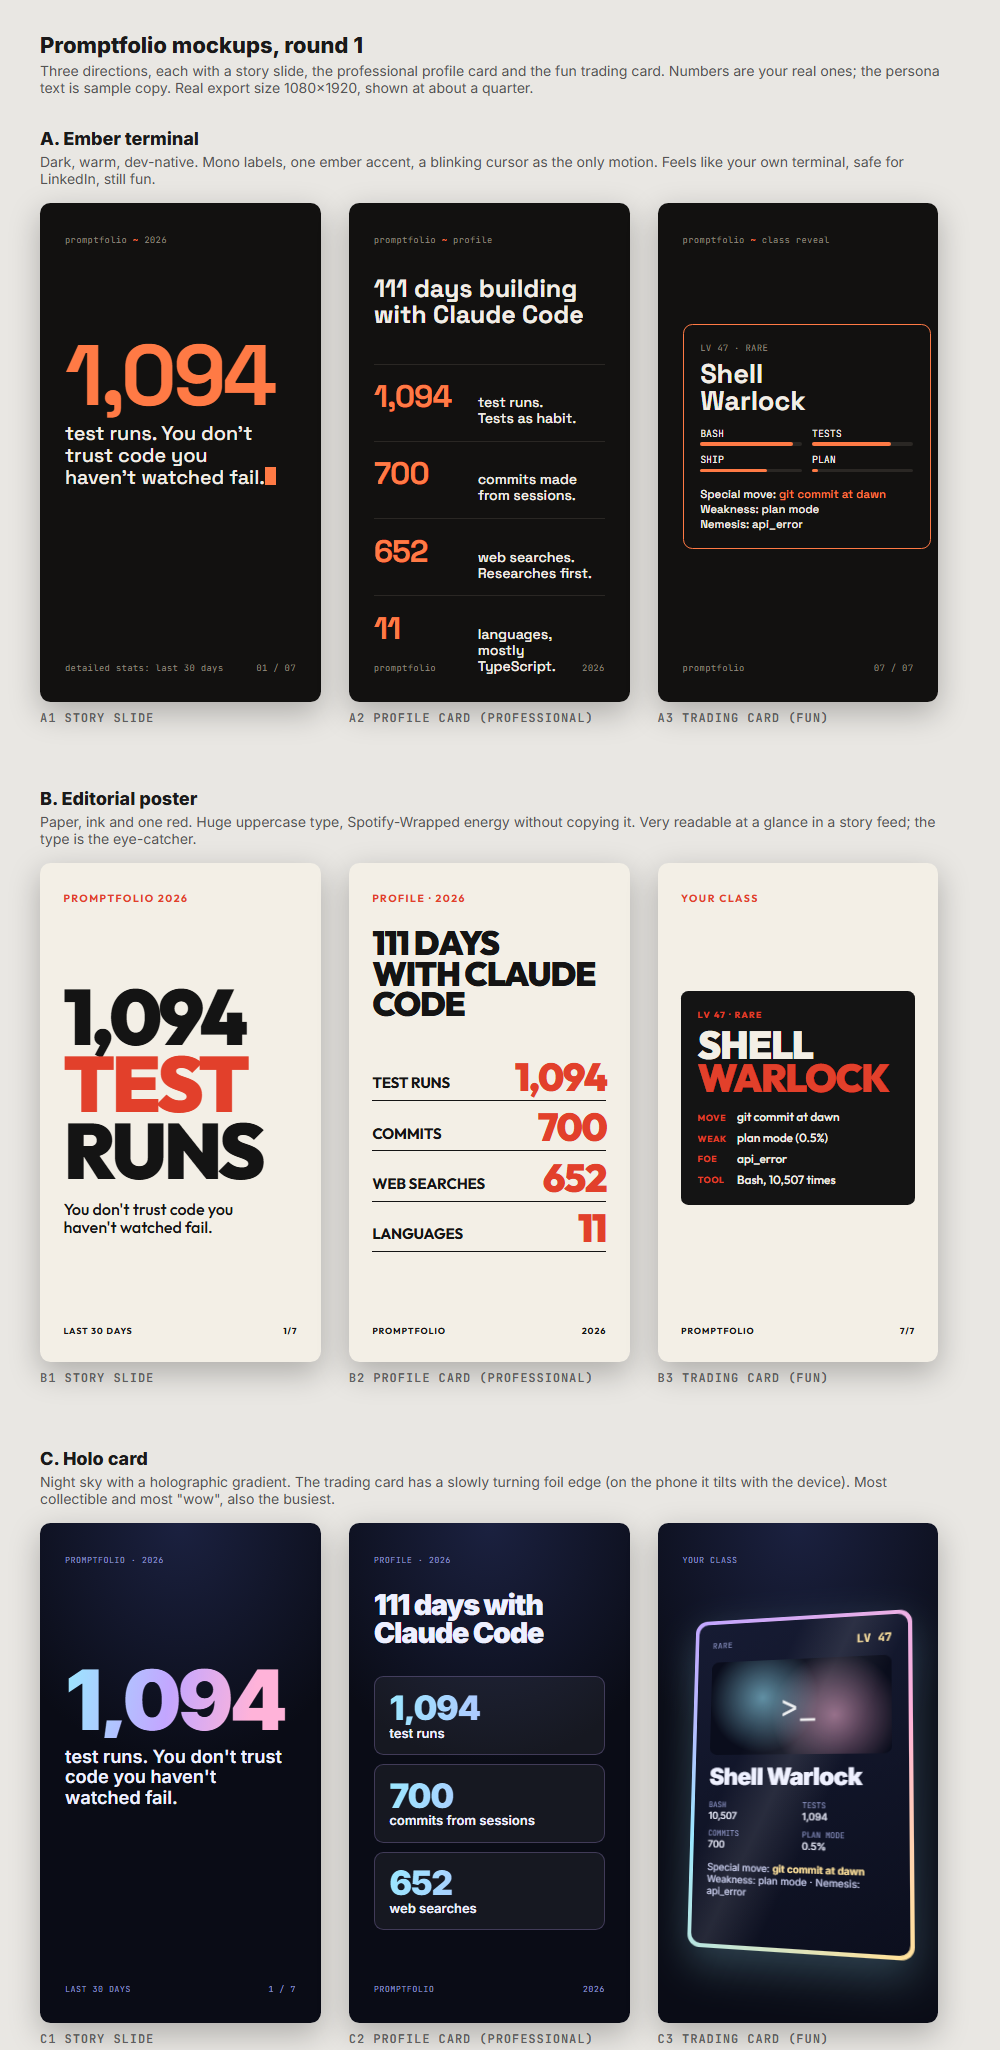 Promptfolio mockups, round 1
Three directions, each with a story slide, the professional profile card and the fun trading card. Numbers are your real ones; the persona
text is sample copy. Real export size 1080×1920, shown at about a quarter.
A. Ember terminal
Dark, warm, dev-native. Mono labels, one ember accent, a blinking cursor as the only motion. Feels like your own terminal, safe for
LinkedIn, still fun.
promptfolio ~ 2026
1,094
test runs. You don't
trust code you
haven't watched fail.
detailed stats: last 30 days
01 / 07
A1 STORY SLIDE
promptfolio ~ profile
111 days building
with Claude Code
1,094
test runs.
Tests as habit.
700
commits made
from sessions.
652
web searches.
Researches first.
11
languages,
mostly
TypeScript.
promptfolio
2026
A2 PROFILE CARD (PROFESSIONAL)
promptfolio ~ class reveal
LV 47 · RARE
Shell
Warlock
BASH
TESTS
SHIP
PLAN
Special move: git commit at dawn
Weakness: plan mode
Nemesis: api_error
promptfolio
07 / 07
A3 TRADING CARD (FUN)
B. Editorial poster
Paper, ink and one red. Huge uppercase type, Spotify-Wrapped energy without copying it. Very readable at a glance in a story feed; the
type is the eye-catcher.
PROMPTFOLIO 2026
1,094
TEST
RUNS
You don't trust code you
haven't watched fail.
LAST 30 DAYS
1/7
B1 STORY SLIDE
PROFILE · 2026
111 DAYS
WITH CLAUDE
CODE
TEST RUNS 1,094
COMMITS 700
WEB SEARCHES 652
LANGUAGES 11
PROMPTFOLIO
2026
B2 PROFILE CARD (PROFESSIONAL)
YOUR CLASS
LV 47 · RARE
SHELL
WARLOCK
MOVE git commit at dawn
WEAK plan mode (0.5%)
FOE api_error
TOOL Bash, 10,507 times
PROMPTFOLIO
7/7
B3 TRADING CARD (FUN)
C. Holo card
Night sky with a holographic gradient. The trading card has a slowly turning foil edge (on the phone it tilts with the device). Most
collectible and most "wow", also the busiest.
PROMPTFOLIO · 2026
1,094
test runs. You don't trust
code you haven't
watched fail.
LAST 30 DAYS
1 / 7
C1 STORY SLIDE
PROFILE · 2026
111 days with
Claude Code
1,094
test runs
700
commits from sessions
652
web searches
PROMPTFOLIO
2026
C2 PROFILE CARD (PROFESSIONAL)
YOUR CLASS
RARE
LV 47
>_
Shell Warlock
BASH
10,507
TESTS
1,094
COMMITS
700
PLAN MODE
0.5%
Special move: git commit at dawn
Weakness: plan mode · Nemesis:
api_error
C3 TRADING CARD (FUN)